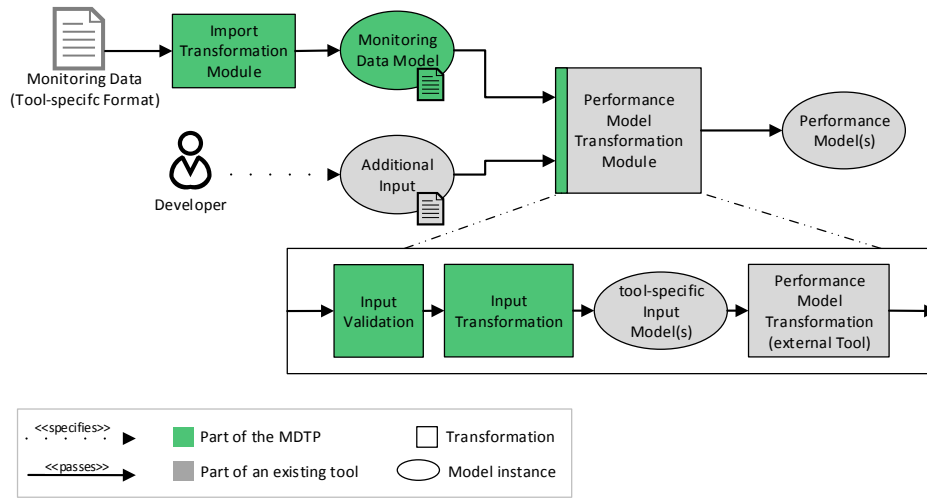 Monitoring Data
(Tool-specifc Format)
Import
Transformation
Module
Monitoring
Data Model
Developer
Additional
Input
Performance
Model
Transformation
Module
Performance
Model(s)
Input
Validation
Input
Transformation
tool-specific
Input
Model(s)
Performance
Model
Transformation
(external Tool)
<<specifies>>
Part of the MDTP
Transformation
<<passes>>
Part of an existing tool
Model instance